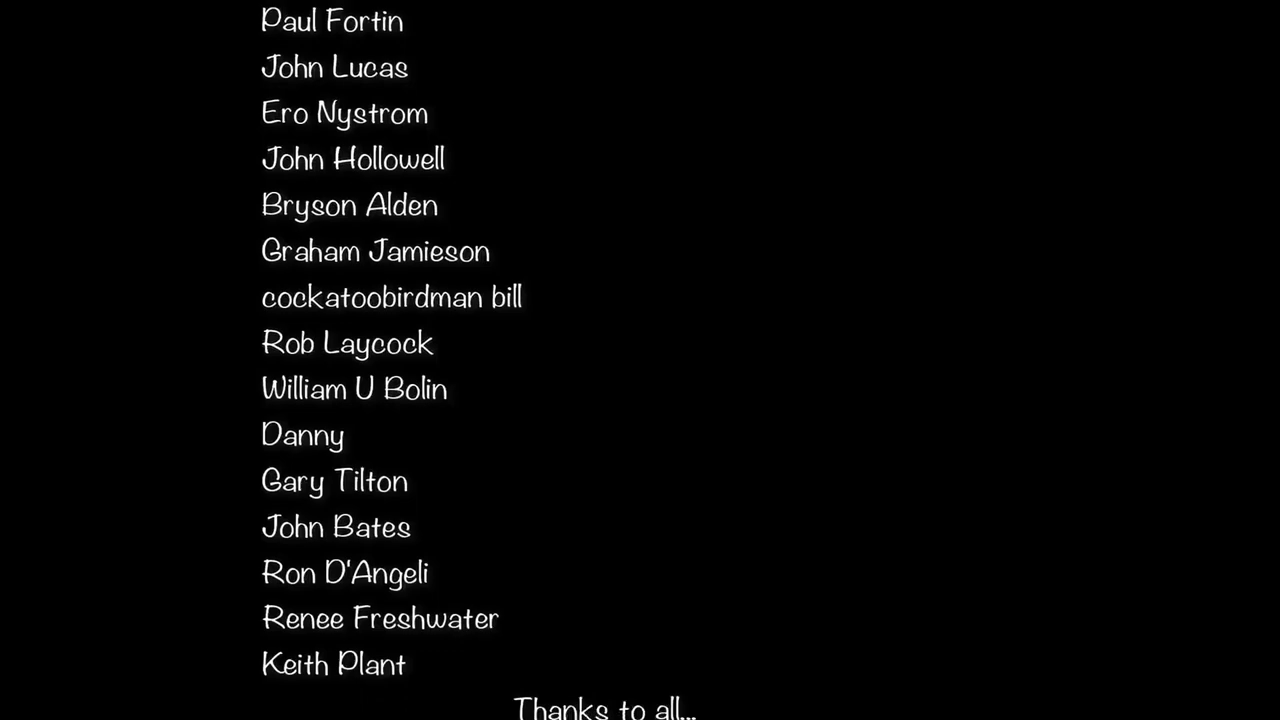 Paul Fortin
John Lucas
Ero Nystrom
John Hollowell
Bryson Alden
Graham Jamieson
cockatoobirdman bill
Rob Laycock
William U Bolin
Danny
Gary Tilton
John Bates
Ron D'Angeli
Renee Freshwater
Keith Plant
Thanks to all...